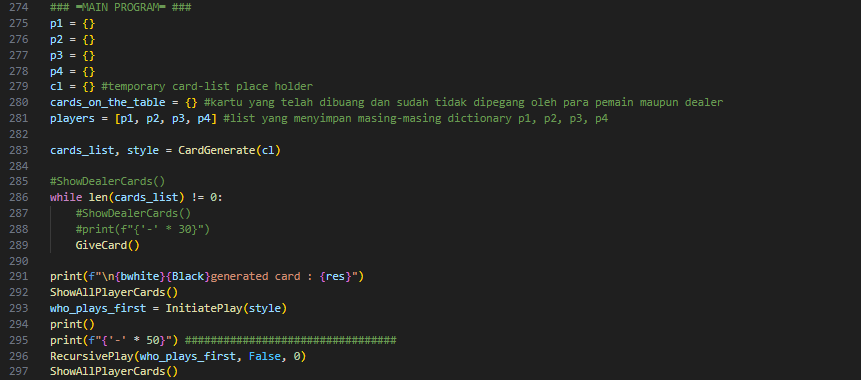 274 ### =MAIN PROGRAM= ###
275 p1 = {}
276 p2 = {}
277 p3 = {}
278 p4 = {}
279 cl = {} #temporary card-list place holder
280 cards_on_the_table = {} #kartu yang telah dibuang dan sudah tidak dipegang oleh para pemain maupun dealer
281 players = [p1, p2, p3, p4] #list yang menyimpan masing-masing dictionary p1, p2, p3, p4
282
283 cards_list, style = CardGenerate(cl)
284
285 #ShowDealerCards()
286 while len(cards_list) != 0:
287     #ShowDealerCards()
288     #print(f"{'-' * 30}")
289     GiveCard()
290
291 print(f"\n{bwhite}{Black}generated card : {res}")
292 ShowAllPlayerCards()
293 who_plays_first = InitiatePlay(style)
294 print()
295 print(f"{'-' * 50}") #################################
296 RecursivePlay(who_plays_first, False, 0)
297 ShowAllPlayerCards()